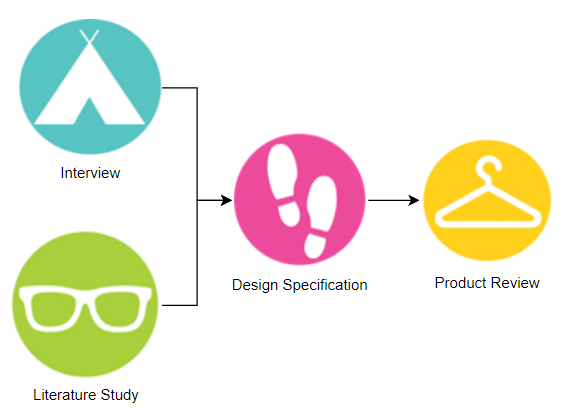 Interview
Literature Study
Design Specification
Product Review